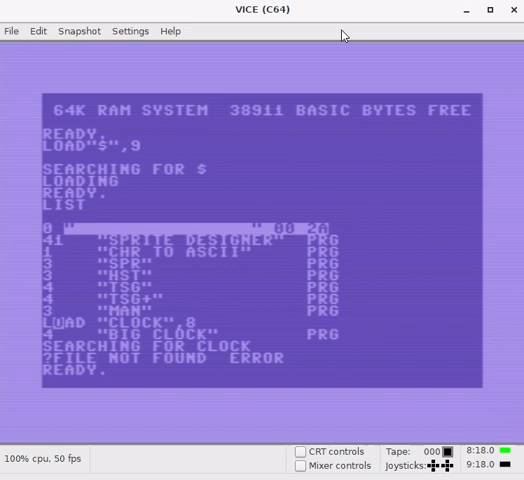 VICE (C64)
File Edit Snapshot Settings Help
64K RAM SYSTEM 38911 BASIC BYTES FREE
READY.
LOAD"$",9
SEARCHING FOR $
LOADING
READY.
LIST
0 " " 00 2A
41 "SPRITE DESIGNER" PRG
1 "CHR TO ASCII" PRG
3 "SPR" PRG
3 "HST" PRG
4 "TSG" PRG
4 "TSG+" PRG
3 "MAN" PRG
LOAD "CLOCK",8
4 "BIG CLOCK" PRG
SEARCHING FOR CLOCK
?FILE NOT FOUND ERROR
READY.
100% cpu, 50 fps
CRT controls
Mixer controls
Tape: 000
Joysticks:
8:18.0
9:18.0